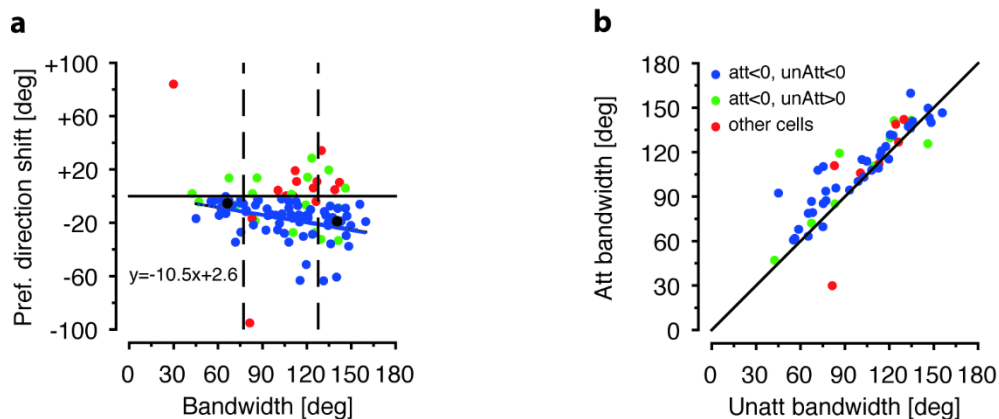 a
Pref. direction shift [deg]
+100
+60
+20
-20
-60
-100
y=-10.5x+2.6
0 30 60 90 120 150 180
Bandwidth [deg]
b
Att bandwidth [deg]
180
150
120
90
60
30
0
att<0, unAtt<0
att<0, unAtt>0
other cells
0 30 60 90 120 150 180
Unatt bandwidth [deg]